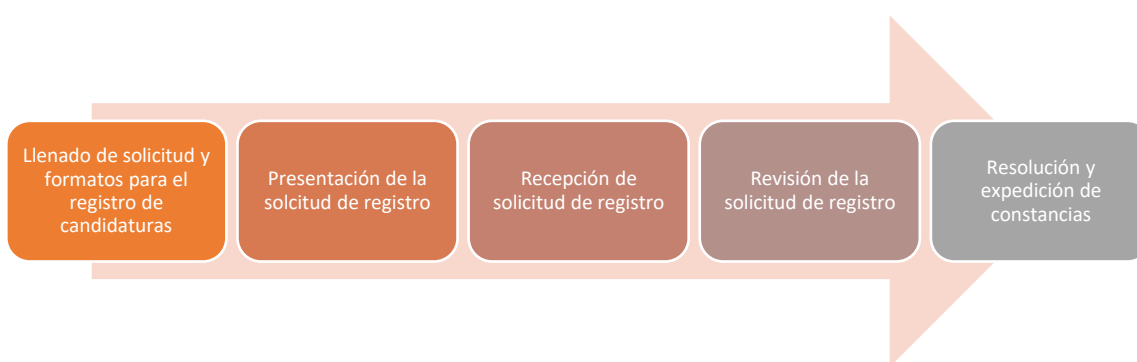 Llenado de solicitud y
formatos para el
registro de
candidaturas
Presentación de la
solcitud de registro
Recepción de
solicitud de registro
Revisión de la
solicitud de registro
Resolución y
expedición de
constancias